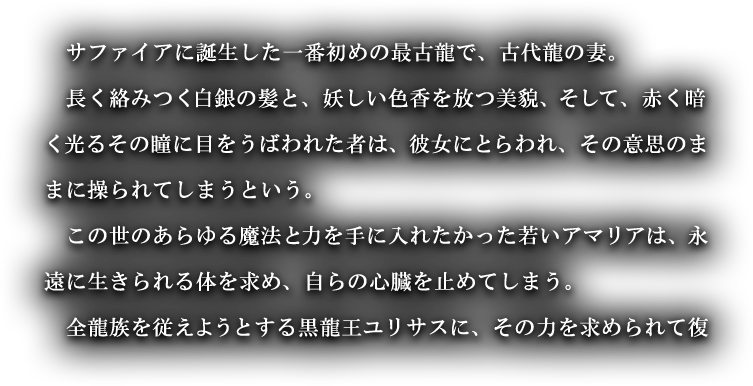 サファイアに誕生した一番初めの最古龍で、古代龍の妻。
　長く絡みつく白銀の髪と、妖しい色香を放つ美貌、そして、赤く暗
く光るその瞳に目をうばわれた者は、彼女にとらわれ、その意思のま
まに操られてしまうという。
　この世のあらゆる魔法と力を手に入れたかった若いアマリアは、永
遠に生きられる体を求め、自らの心臓を止めてしまう。
　全龍族を従えようとする黒龍王ユリサスに、その力を求められて復